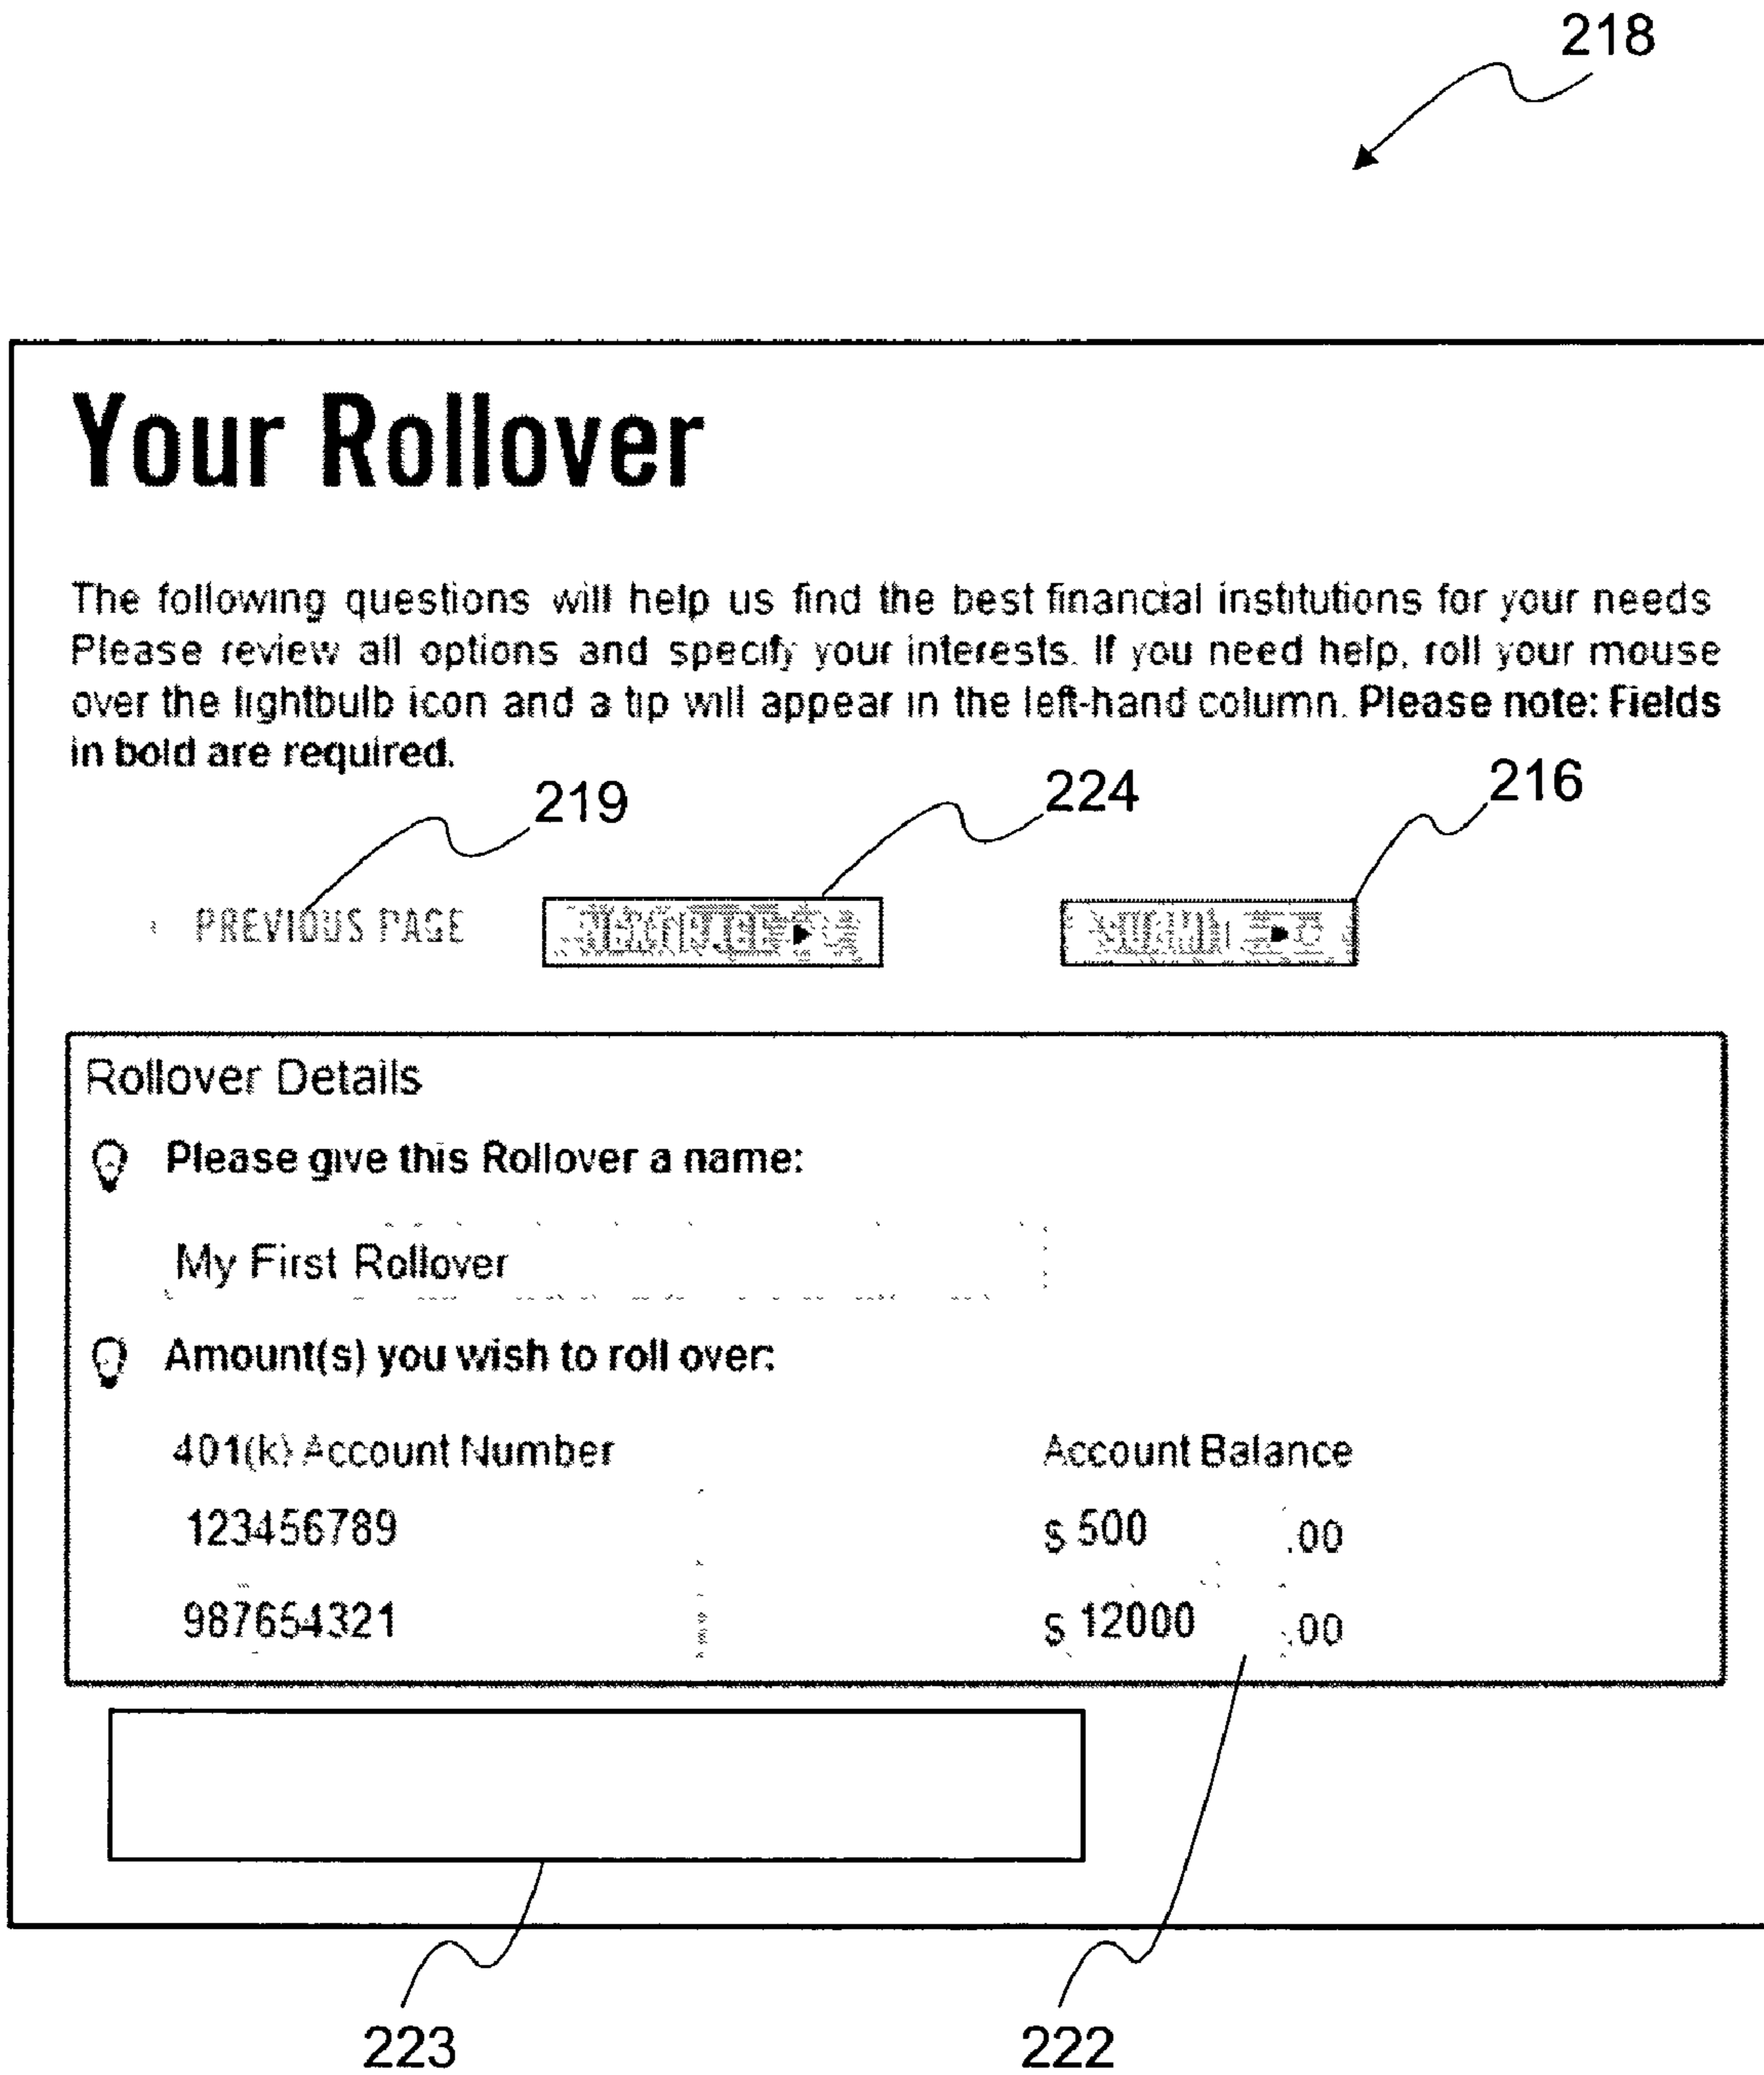 218
Your Rollover
The following questions will help us find the best financial institutions for your needs
Please review all options and specify your interests. If you need help, roll your mouse
over the lightbulb icon and a tip will appear in the left-hand column. Please note: Fields
in bold are required.
219 224 216
PREVIOUS PAGE NEXT PAGE SUBMIT
Rollover Details
Please give this Rollover a name:
My First Rollover
Amount(s) you wish to roll over:
401(k) Account Number Account Balance
123456789 $ 500 .00
987654321 $ 12000 .00
223 222